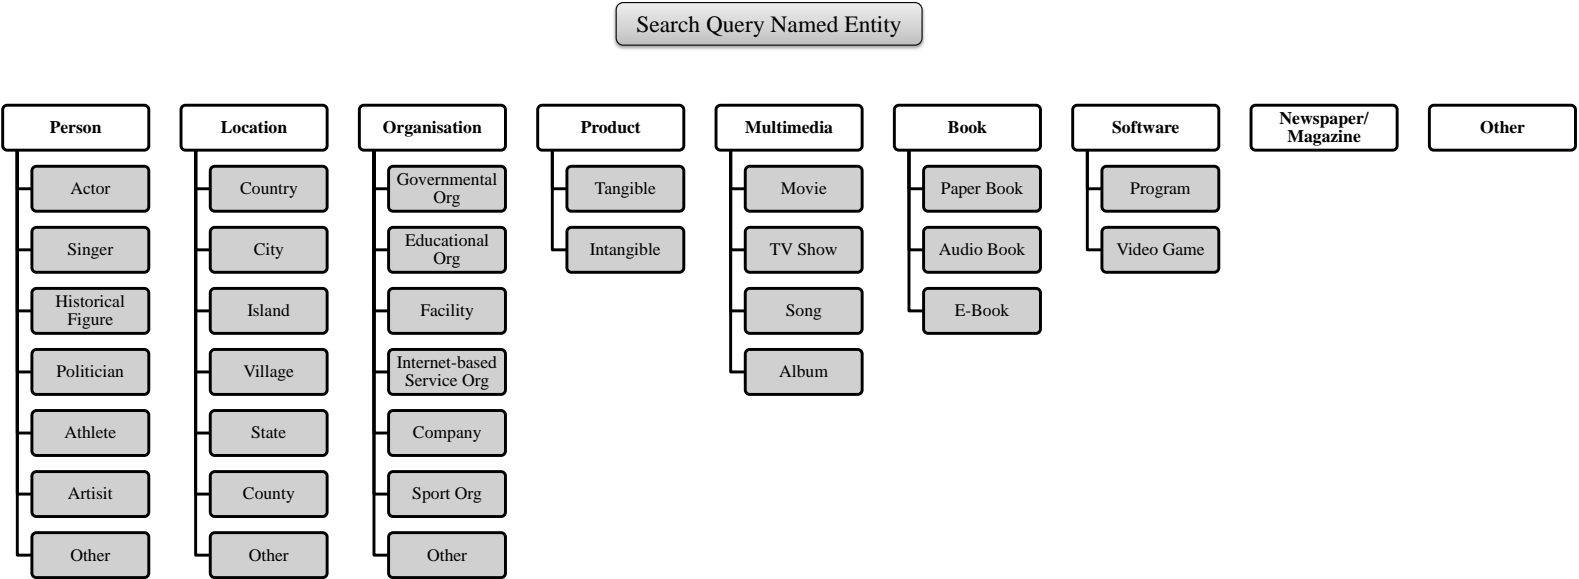 Search Query Named Entity
Person
Actor
Singer
Historical
Figure
Politician
Athlete
Artisit
Other
Location
Country
City
Island
Village
State
County
Other
Organisation
Governmental
Org
Educational
Org
Facility
Internet-based
Service Org
Company
Sport Org
Other
Product
Tangible
Intangible
Multimedia
Movie
TV Show
Song
Album
Book
Paper Book
Audio Book
E-Book
Software
Program
Video Game
Newspaper/
Magazine
Other